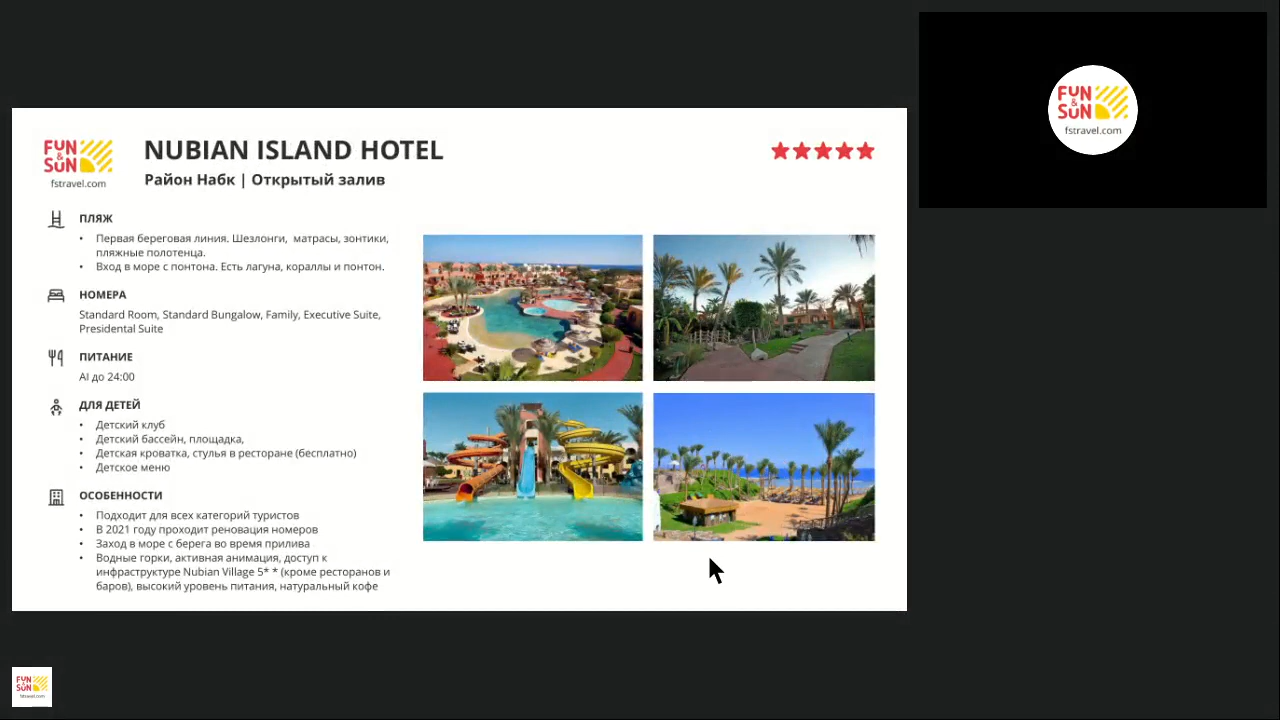 FUN
&
SUN
fstravel.com
NUBIAN ISLAND HOTEL
Район Набк | Открытый залив
ПЛЯЖ
• Первая береговая линия. Шезлонги, матрасы, зонтики,
пляжные полотенца.
• Вход в море с понтона. Есть лагуна, кораллы и понтон.
НОМЕРА
Standard Room, Standard Bungalow, Family, Executive Suite,
Presidental Suite
ПИТАНИЕ
AI до 24:00
ДЛЯ ДЕТЕЙ
• Детский клуб
• Детский бассейн, площадка,
• Детская кроватка, стулья в ресторане (бесплатно)
• Детское меню
ОСОБЕННОСТИ
• Подходит для всех категорий туристов
• В 2021 году проходит реновация номеров
• Заход в море с берега во время прилива
• Водные горки, активная анимация, доступ к
инфраструктуре Nubian Village 5* * (кроме ресторанов и
баров), высокий уровень питания, натуральный кофе
FUN
&
SUN
fstravel.com
FUN
&
SUN
fstravel.com